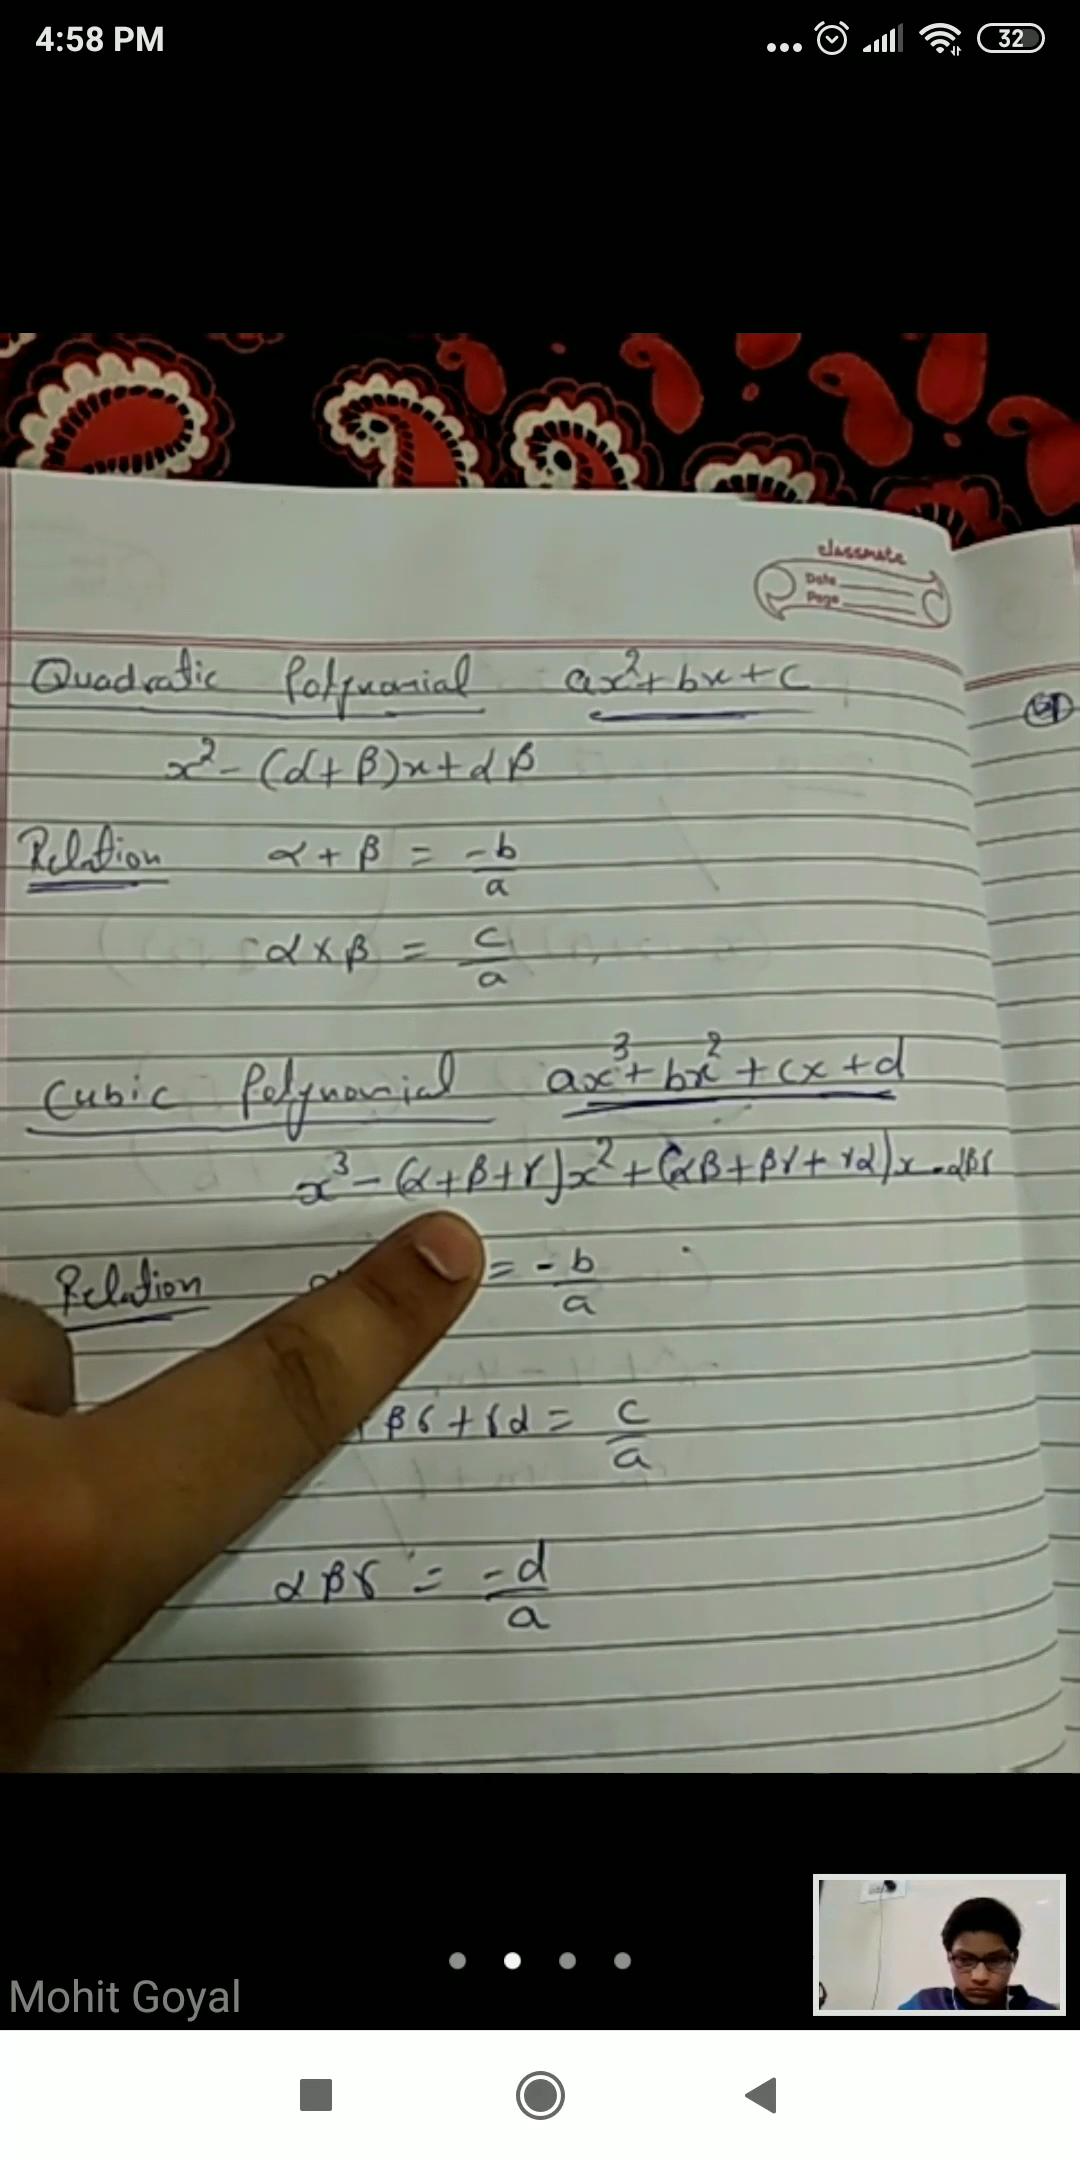 4:58 PM
32
classmate
Date
Page
Quadratic Polynomial ax²+bx+c
x² - (α+β)x+αβ
Relation α + β = -b/a
α x β = c/a
Cubic Polynomial ax³+bx²+cx+d
x³ - (α+β+γ)x²+(αβ+βγ+γα)x-αβγ
Relation = -b/a
βγ+γα = c/a
αβγ = -d/a
Mohit Goyal